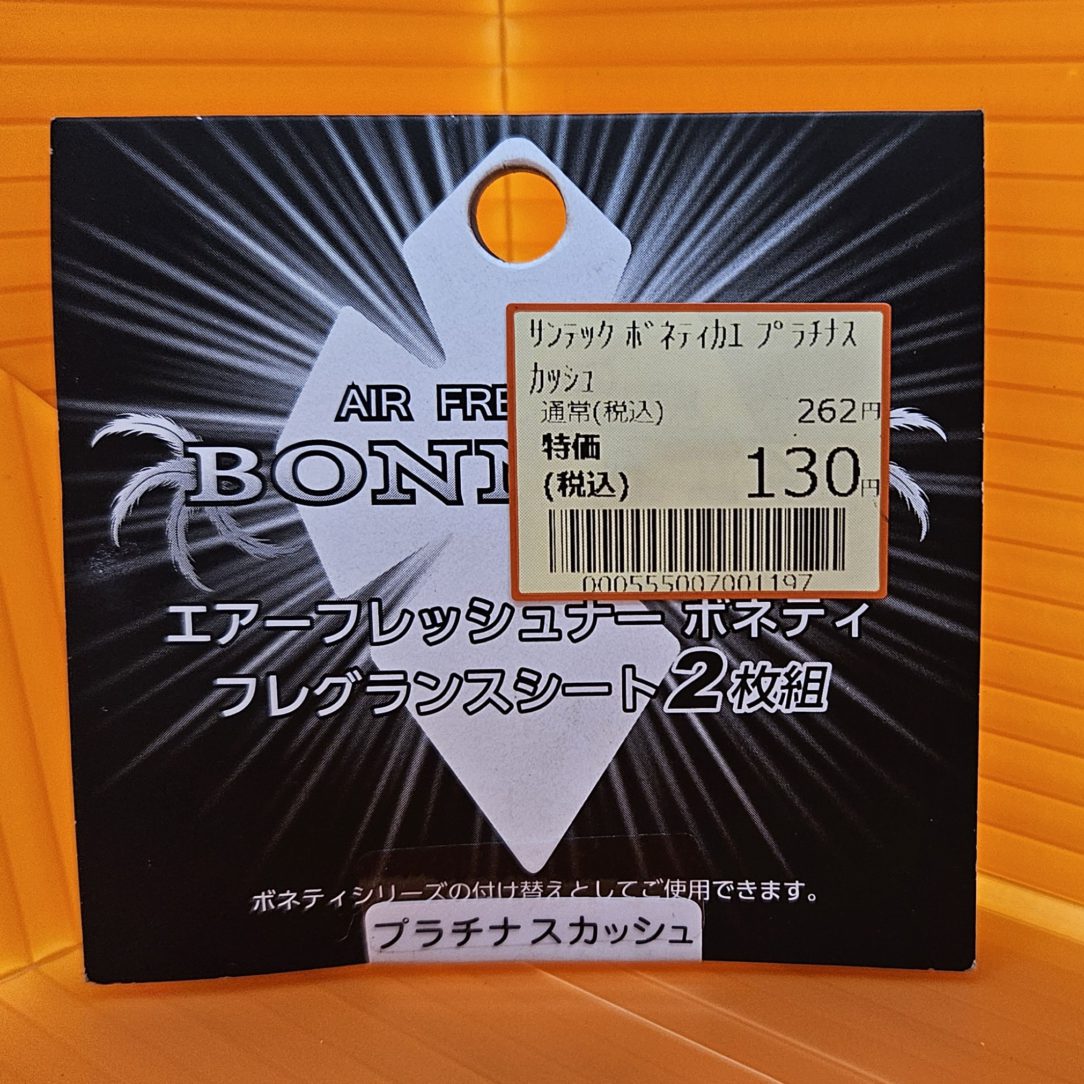 AIR FRE
BONN
サンテック ボネティカエ プラチナス
カッシュ
通常(税込) 262円
特価
(税込) 130円
000555007001197
エアーフレッシュナー ボネティ
フレグランスシート2枚組
ボネティシリーズの付け替えとしてご使用できます。
プラチナスカッシュ